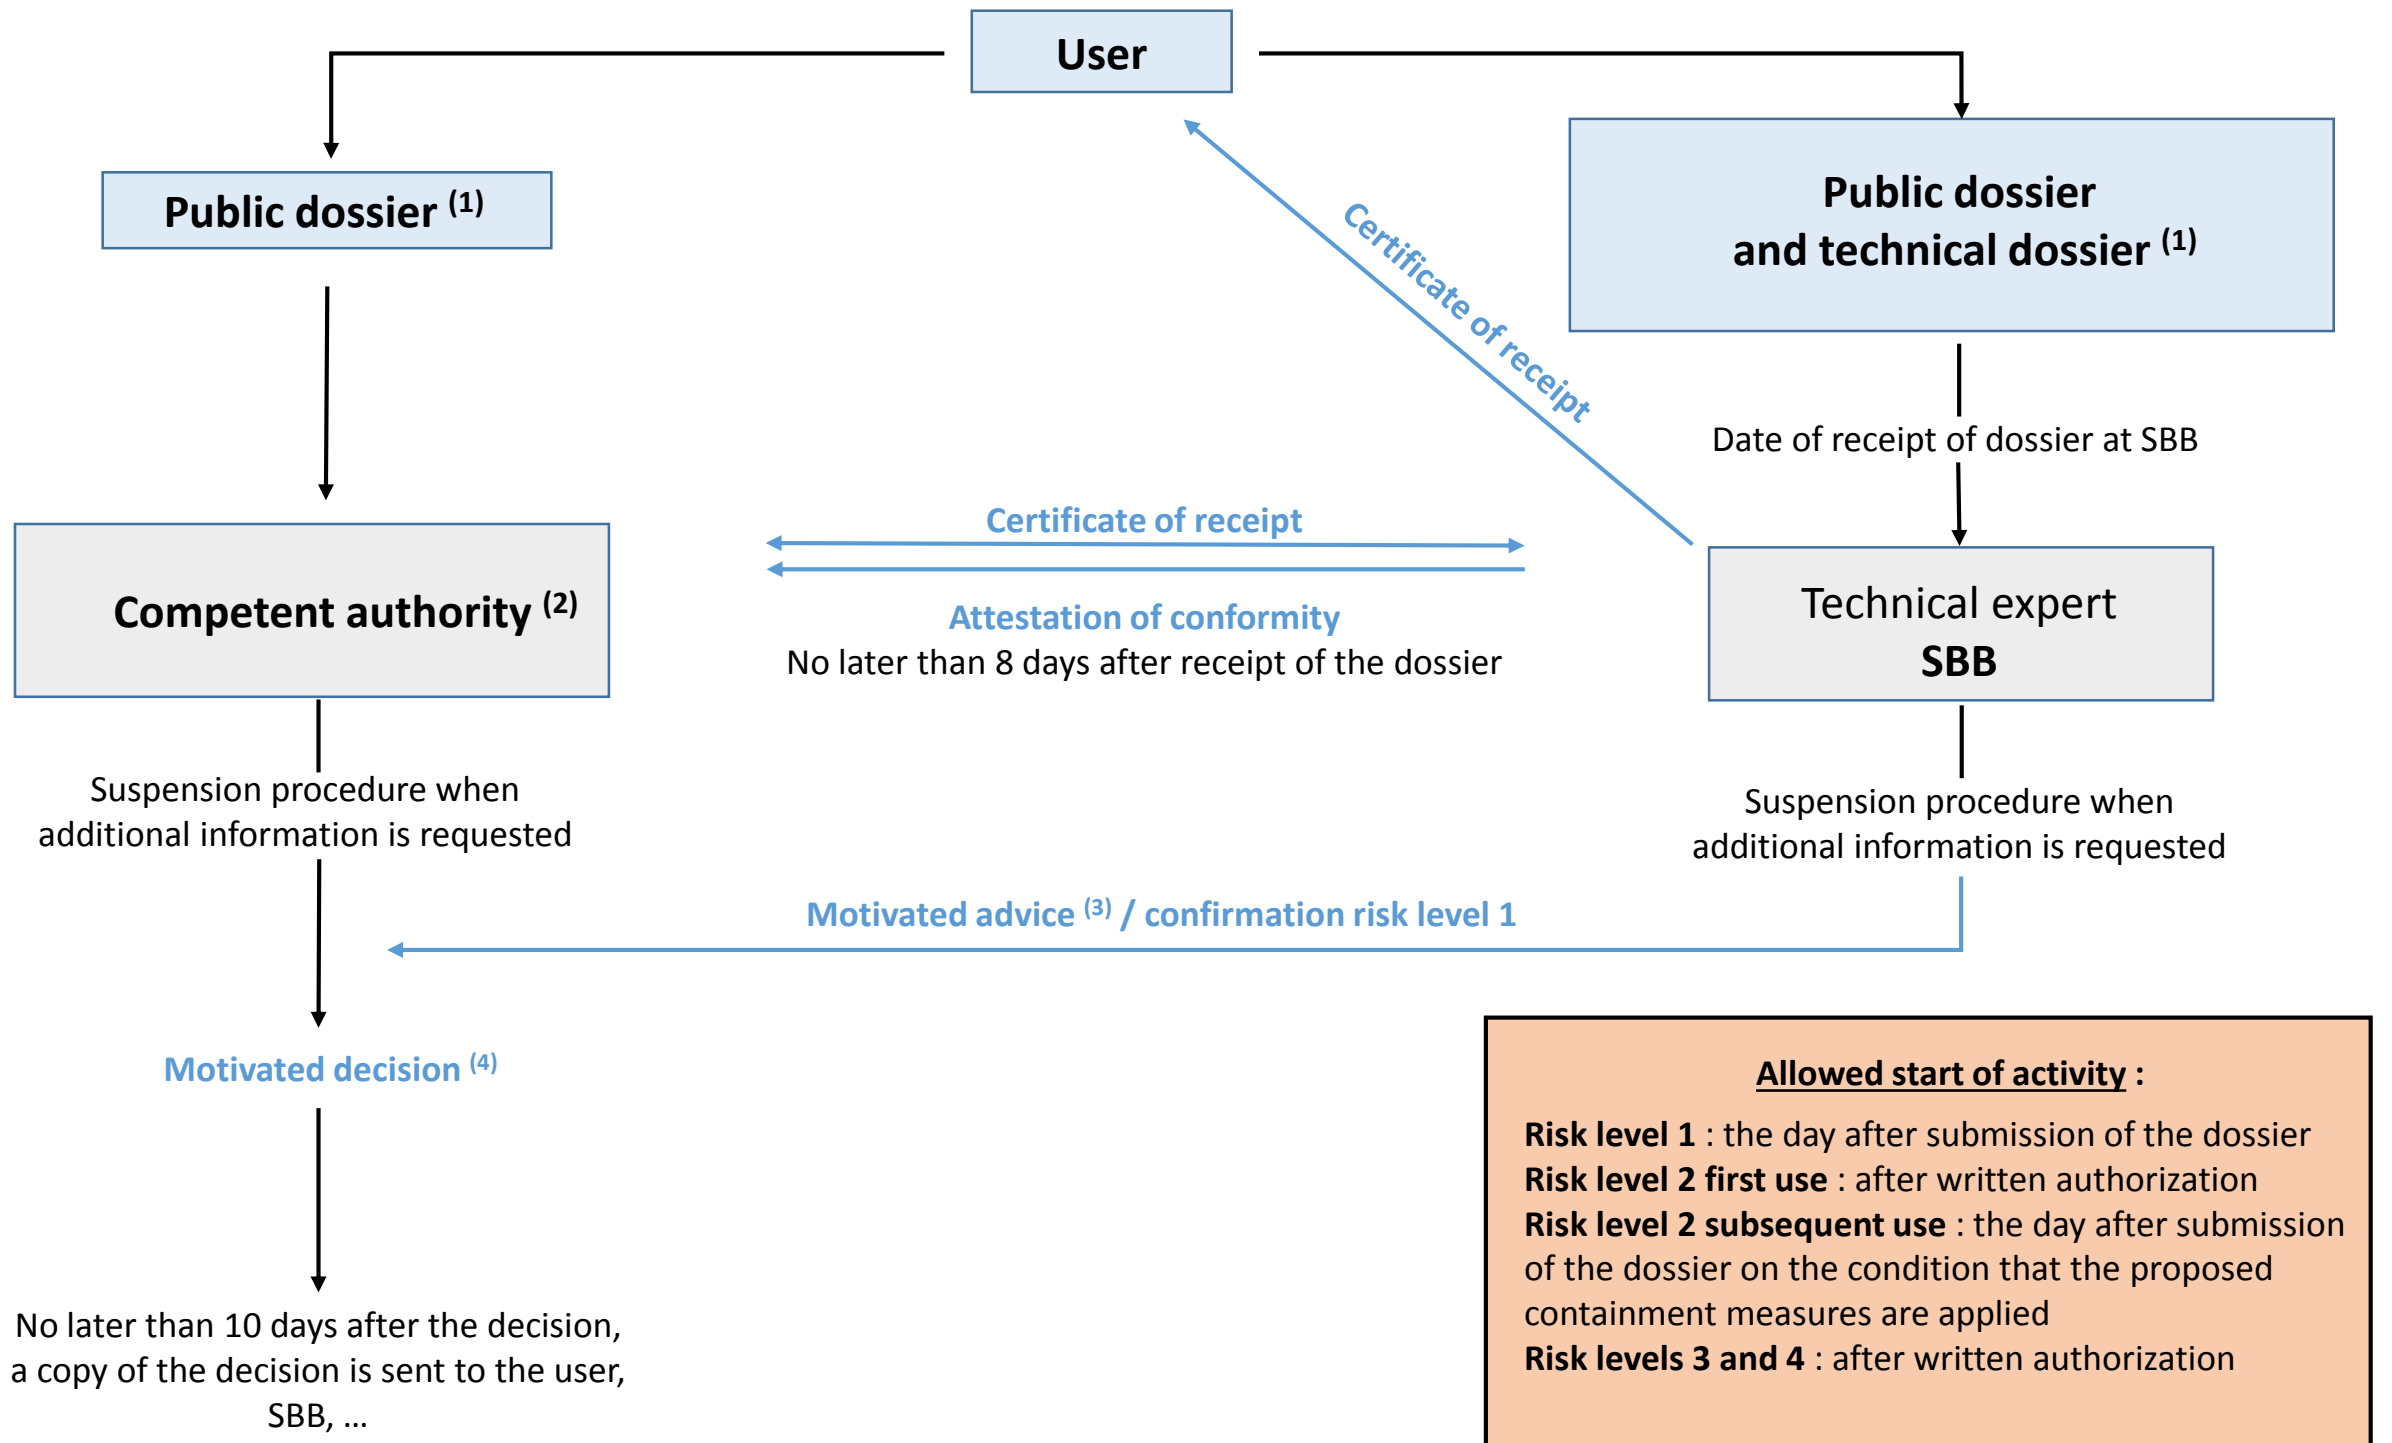 User
Public dossier (1)
Public dossier
and technical dossier (1)
Certificate of receipt
Date of receipt of dossier at SBB
Certificate of receipt
Attestation of conformity
No later than 8 days after receipt of the dossier
Competent authority (2)
Technical expert
SBB
Suspension procedure when
additional information is requested
Suspension procedure when
additional information is requested
Motivated advice (3) / confirmation risk level 1
Motivated decision (4)
No later than 10 days after the decision,
a copy of the decision is sent to the user,
SBB, ...
Allowed start of activity :
Risk level 1 : the day after submission of the dossier
Risk level 2 first use : after written authorization
Risk level 2 subsequent use : the day after submission
of the dossier on the condition that the proposed
containment measures are applied
Risk levels 3 and 4 : after written authorization